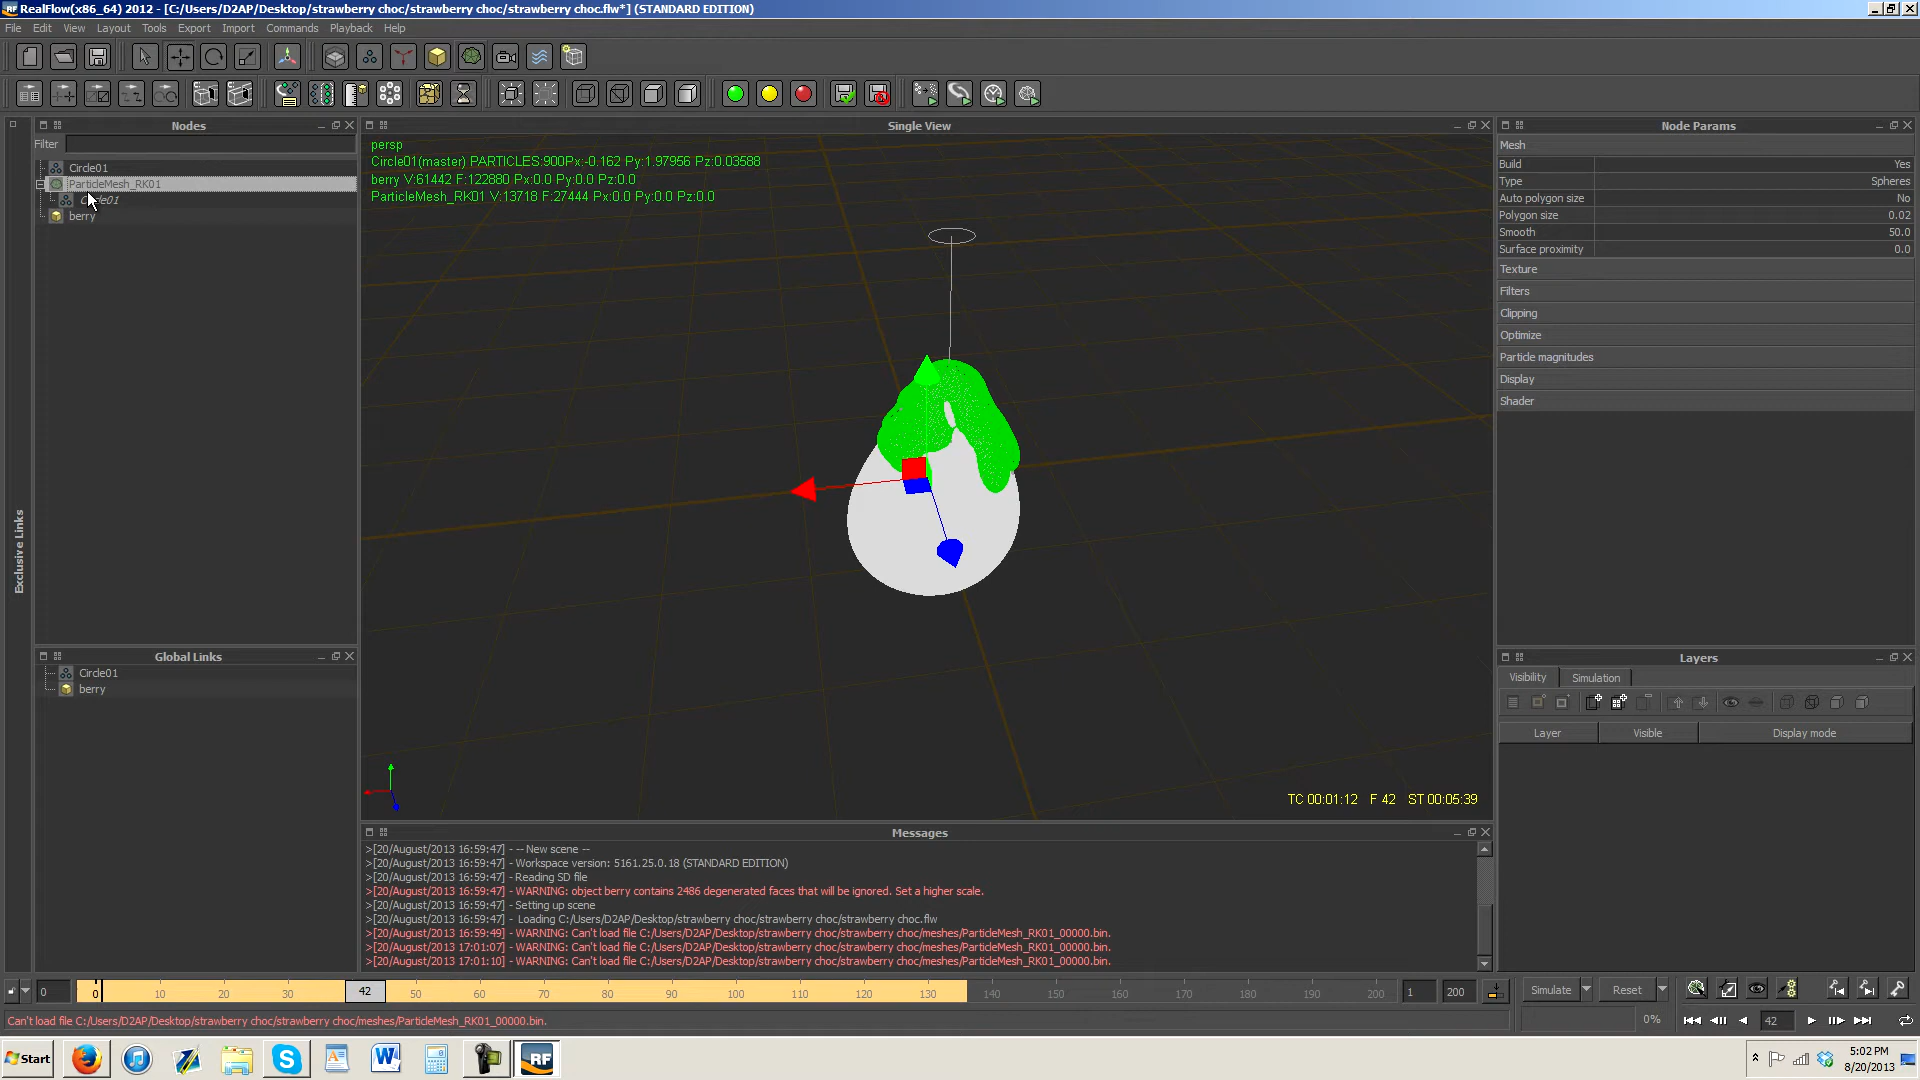 RealFlow(x86_64) 2012 - [C:/Users/D2AP/Desktop/strawberry choc/strawberry choc/strawberry choc.flw*] (STANDARD EDITION)
File Edit View Layout Tools Export Import Commands Playback Help
Nodes
Filter
Circle01
ParticleMesh_RK01
berry
Exclusive Links
Global Links
Circle01
berry
Single View
persp
Circle01(master) PARTICLES:900Px:-0.162 Py:1.97956 Pz:0.03588
berry V:61442 F:122880 Px:0.0 Py:0.0 Pz:0.0
ParticleMesh_RK01 V:13718 F:27444 Px:0.0 Py:0.0 Pz:0.0
TC 00:01:12 F 42 ST 00:05:39
Node Params
Mesh
Build Yes
Type Spheres
Auto polygon size No
Polygon size 0.02
Smooth 50.0
Surface proximity 0.0
Texture
Filters
Clipping
Optimize
Particle magnitudes
Display
Shader
Layers
Visibility Simulation
Layer Visible Display mode
Messages
>[20/August/2013 16:59:47] - -- New scene --
>[20/August/2013 16:59:47] - Workspace version: 5161.25.0.18 (STANDARD EDITION)
>[20/August/2013 16:59:47] - Reading SD file
>[20/August/2013 16:59:47] - WARNING: object berry contains 2486 degenerated faces that will be ignored. Set a higher scale.
>[20/August/2013 16:59:47] - Setting up scene
>[20/August/2013 16:59:47] - Loading C:/Users/D2AP/Desktop/strawberry choc/strawberry choc/strawberry choc.flw
>[20/August/2013 16:59:49] - WARNING: Can't load file C:/Users/D2AP/Desktop/strawberry choc/strawberry choc/meshes/ParticleMesh_RK01_00000.bin.
>[20/August/2013 17:01:07] - WARNING: Can't load file C:/Users/D2AP/Desktop/strawberry choc/strawberry choc/meshes/ParticleMesh_RK01_00000.bin.
>[20/August/2013 17:01:10] - WARNING: Can't load file C:/Users/D2AP/Desktop/strawberry choc/strawberry choc/meshes/ParticleMesh_RK01_00000.bin.
0 0 10 20 30 42 50 60 70 80 90 100 110 120 130 140 150 160 170 180 190 200 1 200 Simulate Reset
Can't load file C:/Users/D2AP/Desktop/strawberry choc/strawberry choc/meshes/ParticleMesh_RK01_00000.bin.
0% 42
Start
RF
5:02 PM
8/20/2013